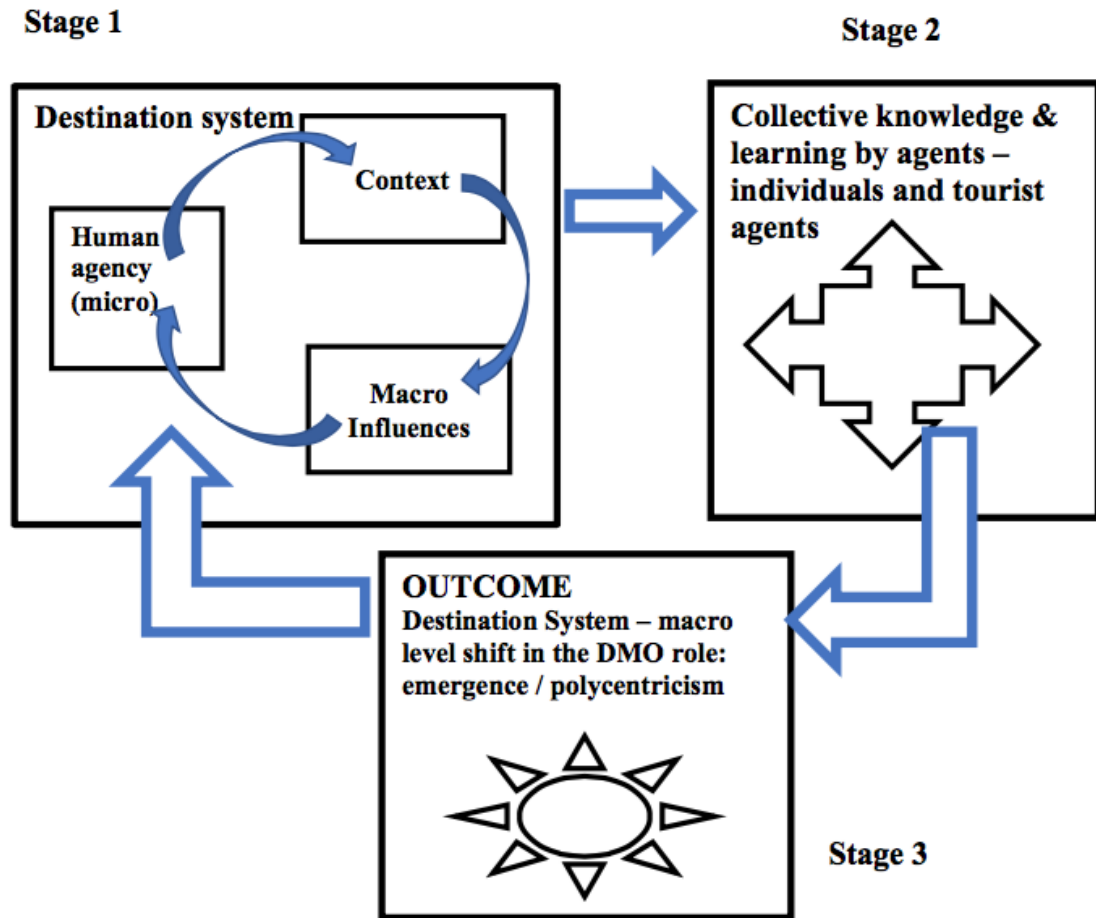 Stage 1
Destination system
Context
Human
agency
(micro)
Macro
Influences
Stage 2
Collective knowledge &
learning by agents –
individuals and tourist
agents
OUTCOME
Destination System – macro
level shift in the DMO role:
emergence / polycentricism
Stage 3